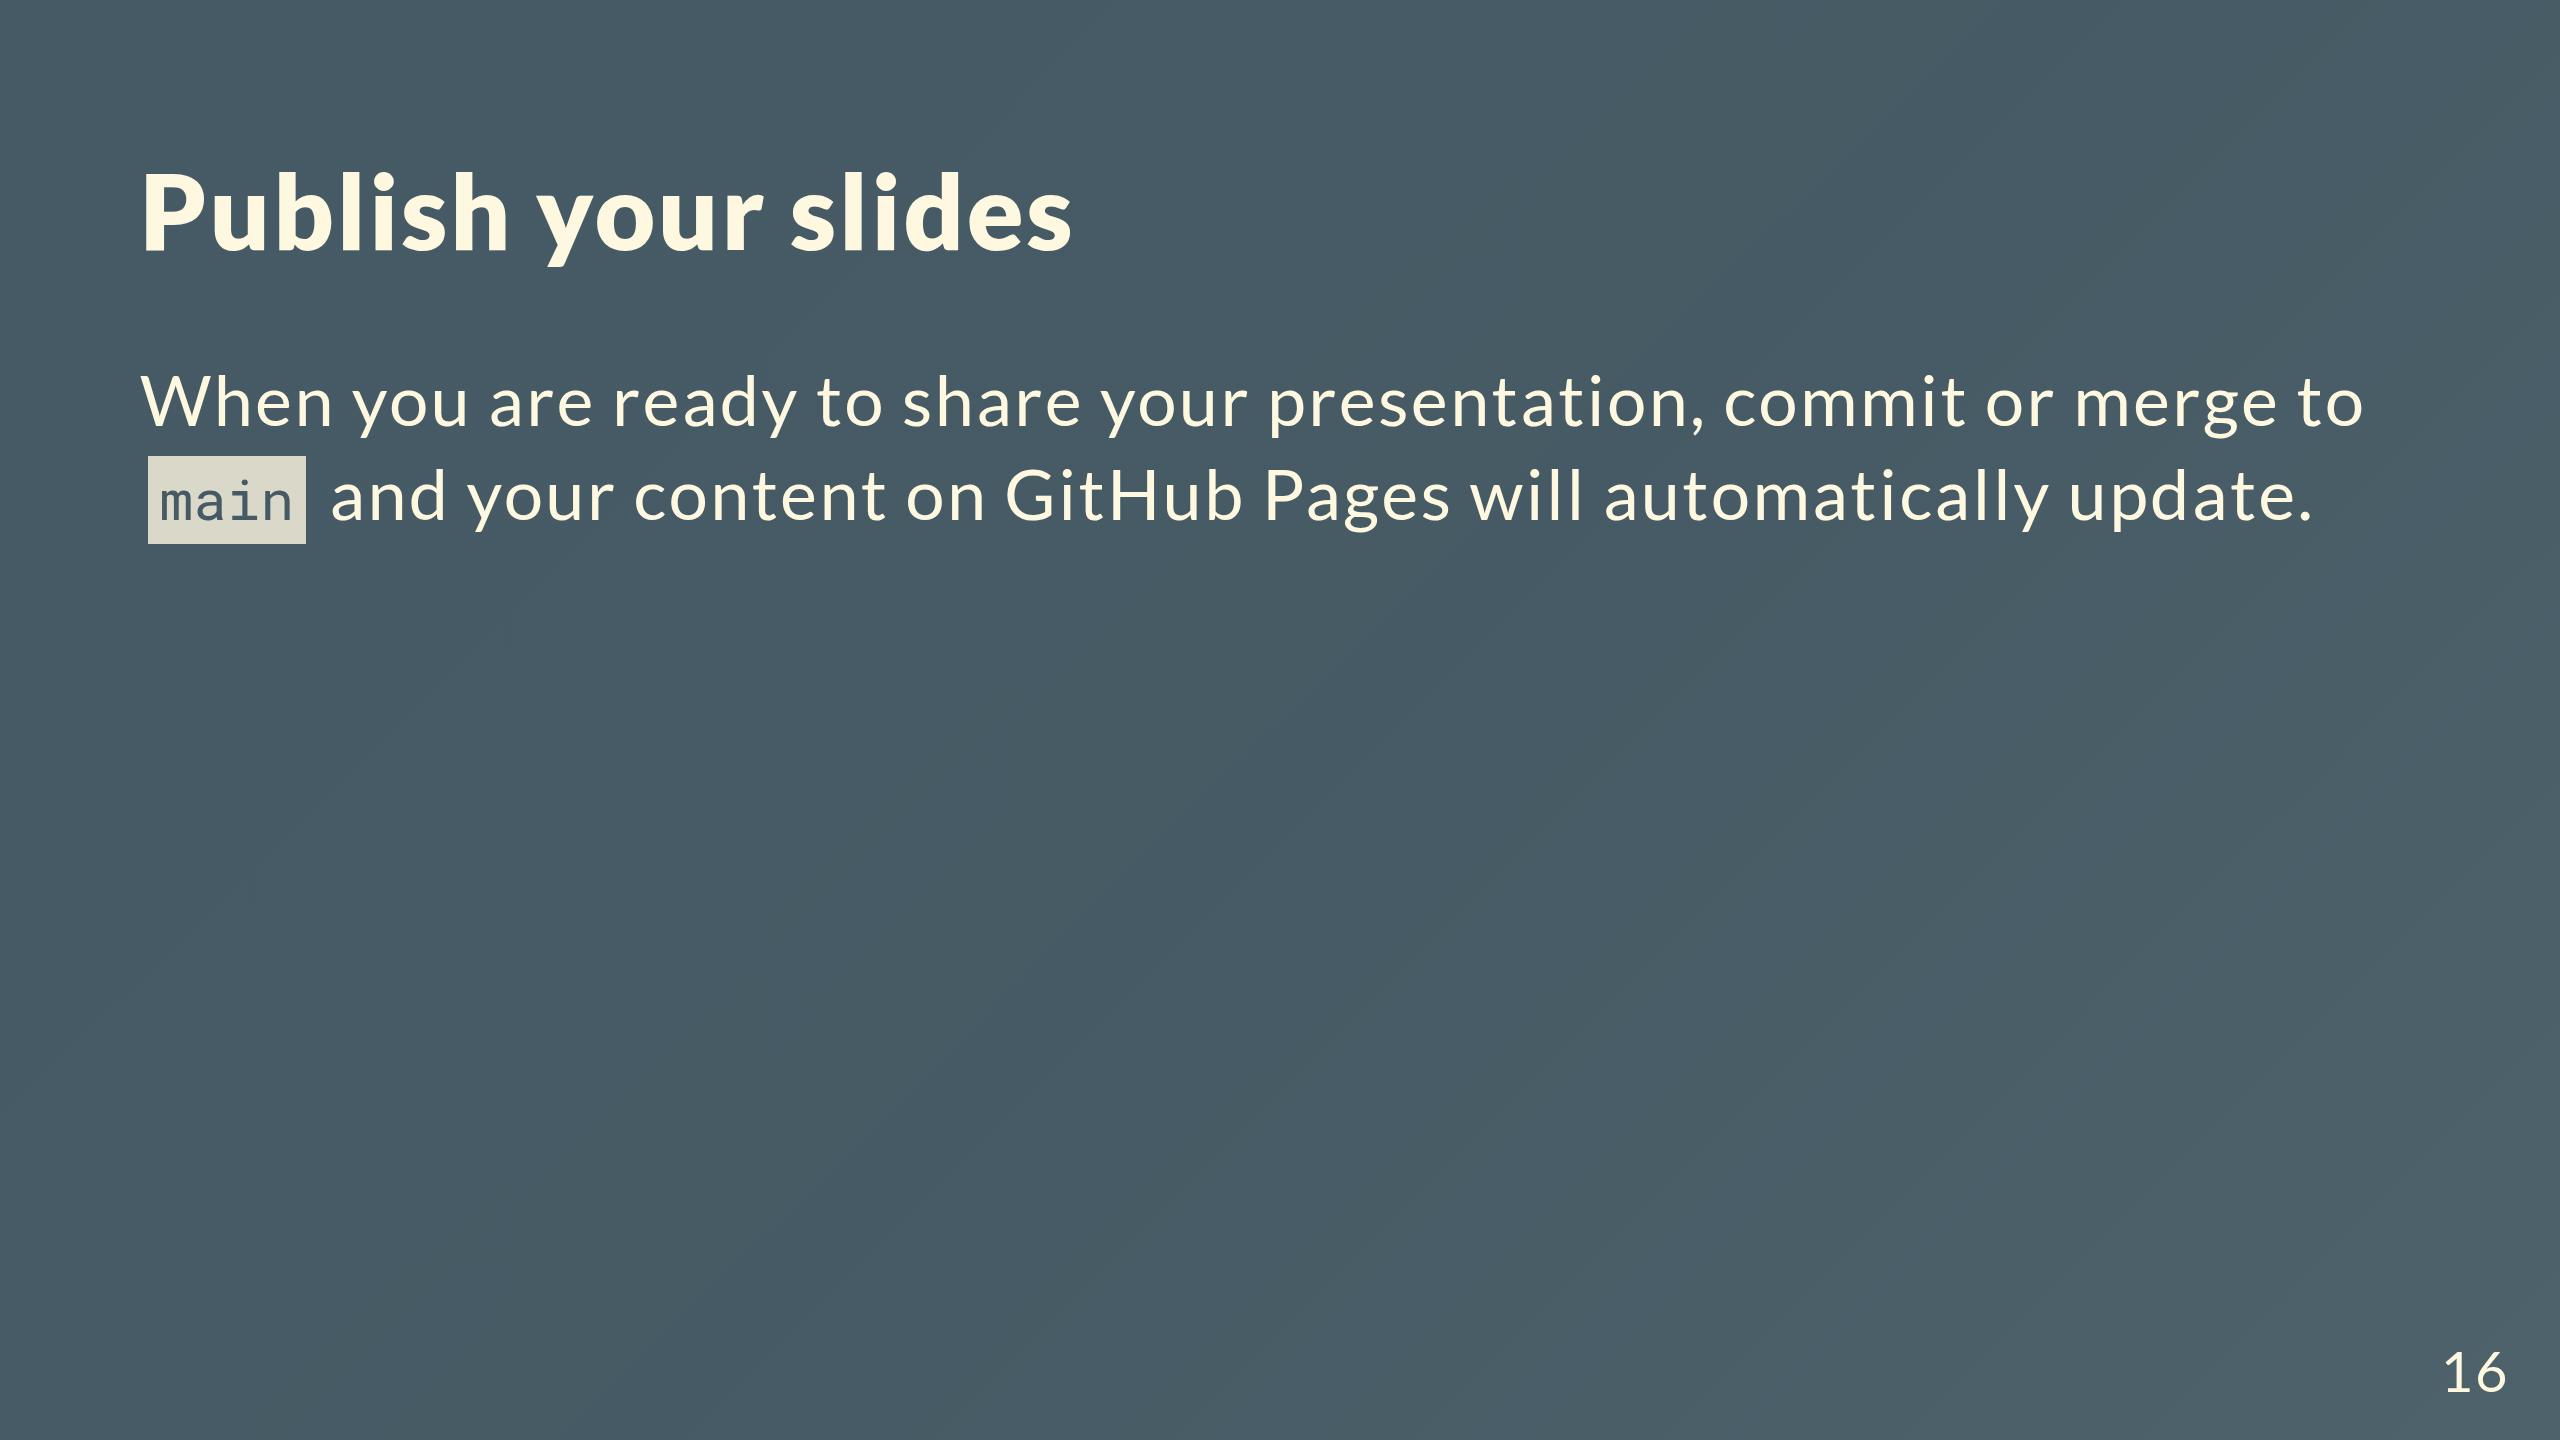 Publish your slides
When you are ready to share your presentation, commit or merge to
main and your content on GitHub Pages will automatically update.
16